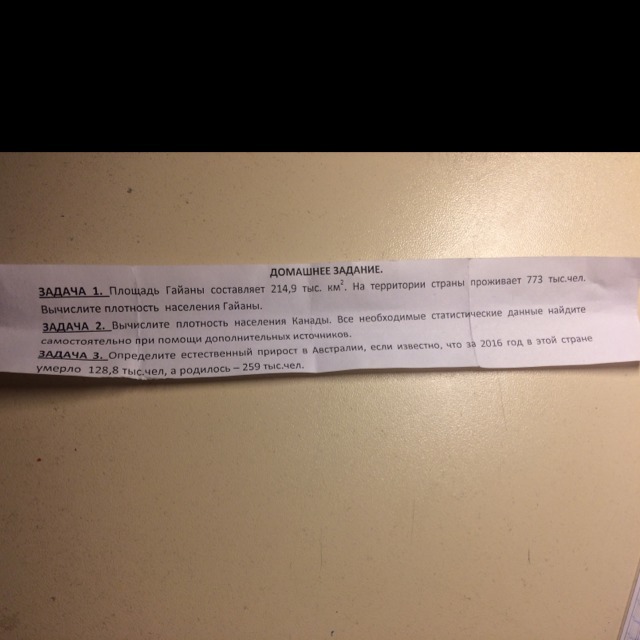 ДОМАШНЕЕ ЗАДАНИЕ.
ЗАДАЧА 1. Площадь Гайаны составляет 214,9 тыс. км². На территории страны проживает 773 тыс.чел.
Вычислите плотность населения Гайаны.
ЗАДАЧА 2. Вычислите плотность населения Канады. Все необходимые статистические данные найдите
самостоятельно при помощи дополнительных источников.
ЗАДАЧА 3. Определите естественный прирост в Австралии, если известно, что за 2016 год в этой стране
умерло 128,8 тыс.чел, а родилось – 259 тыс.чел.